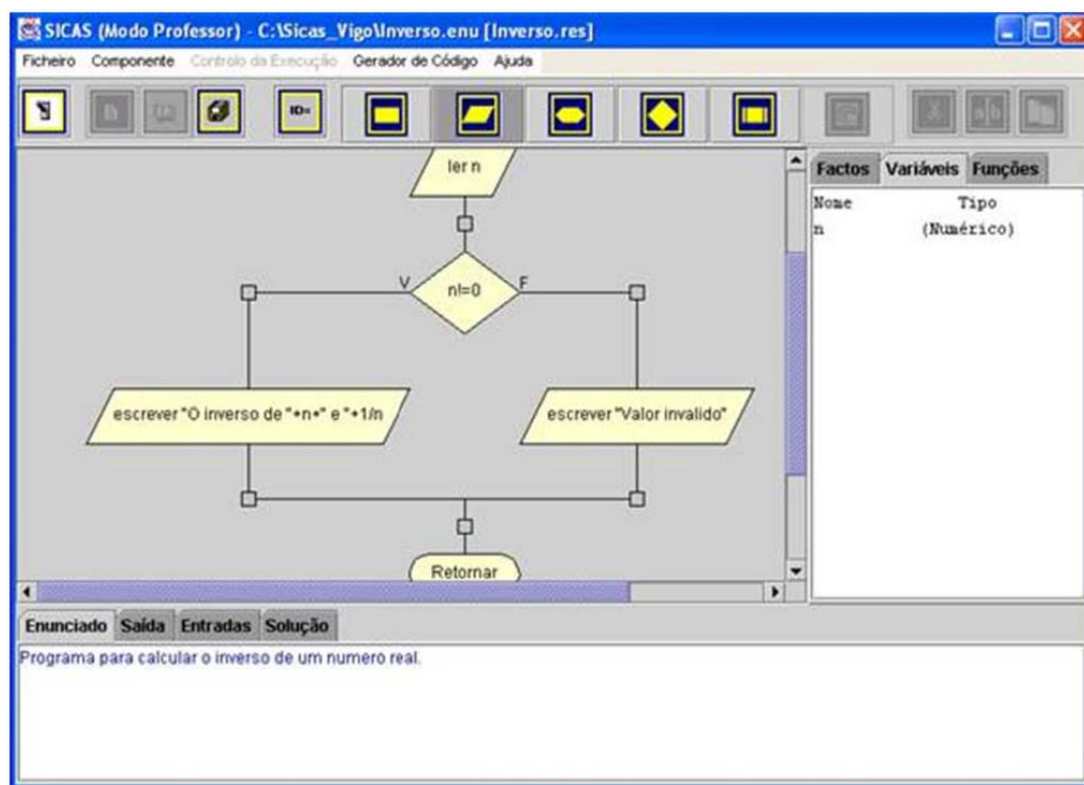 SICAS (Modo Professor) - C:\Sicas_Vigo\Inverso.enu [Inverso.res]
Ficheiro Componente Controlo da Execução Gerador de Código Ajuda
ID=
a|b
ler n
Factos Variáveis Funções
Nome Tipo
n (Numérico)
V n!=0 F
escrever "O inverso de "+n+" e "+1/n
escrever "Valor invalido"
Retornar
Enunciado Saída Entradas Solução
Programa para calcular o inverso de um numero real.